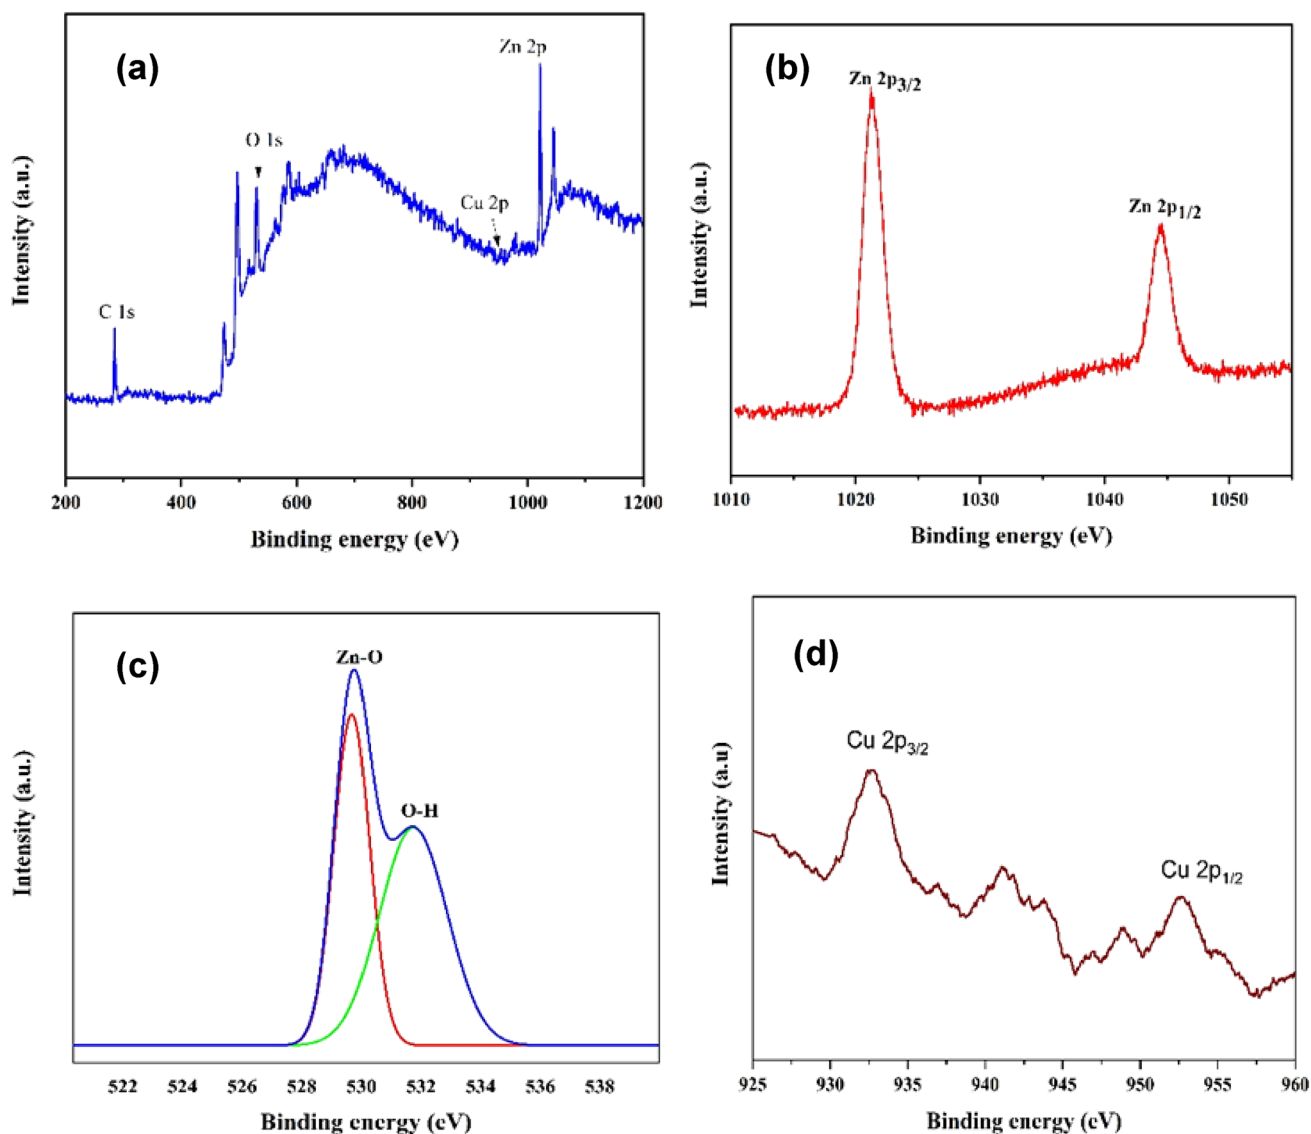 (a)
Zn 2p
O 1s
Cu 2p
C 1s
Intensity (a.u.)
200 400 600 800 1000 1200
Binding energy (eV)
(b)
Zn 2p3/2
Zn 2p1/2
Intensity (a.u.)
1010 1020 1030 1040 1050
Binding energy (eV)
(c)
Zn-O
O-H
Intensity (a.u.)
522 524 526 528 530 532 534 536 538
Binding energy (eV)
(d)
Cu 2p3/2
Cu 2p1/2
Intensity (a.u)
925 930 935 940 945 950 955 960
Binding energy (eV)